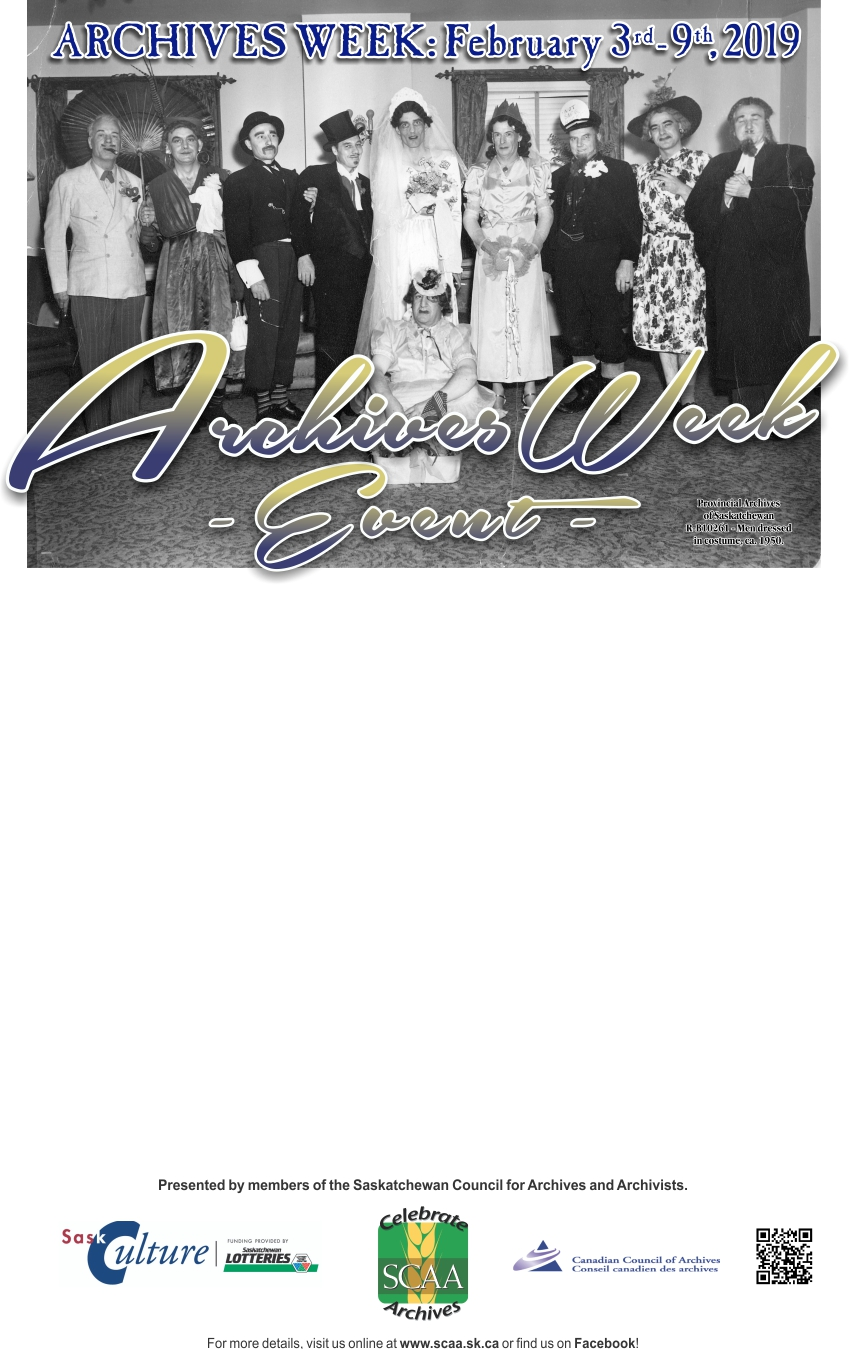 ARCHIVES WEEK: February 3rd-9th, 2019
Archives Week
- Event -
Provincial Archives
of Saskatchewan
R-B10261 - Men dressed
in costume, ca. 1950.
Presented by members of the Saskatchewan Council for Archives and Archivists.
SaskCulture
FUNDING PROVIDED BY
Saskatchewan
LOTTERIES
Celebrate
SCAA
Archives
Canadian Council of Archives
Conseil canadien des archives
For more details, visit us online at www.scaa.sk.ca or find us on Facebook!